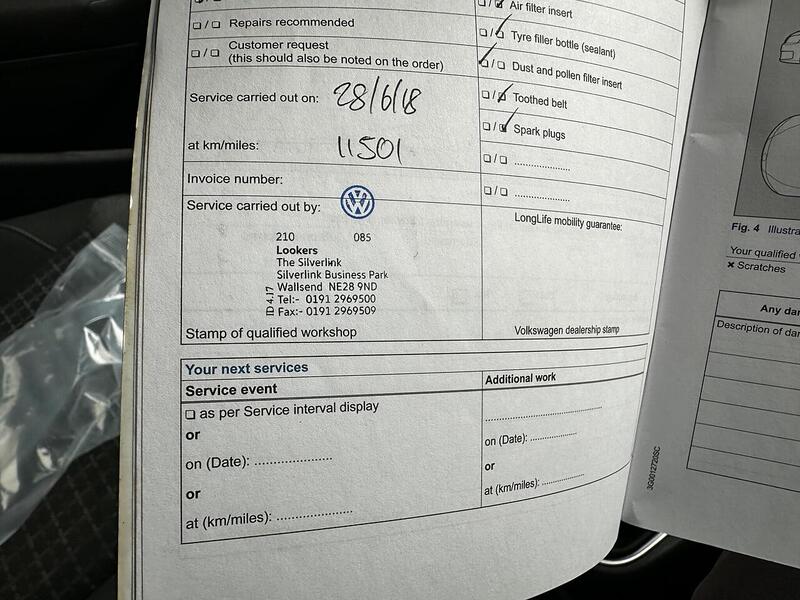 Repairs recommended
Customer request
(this should also be noted on the order)
Service carried out on: 28/6/18
at km/miles: 11501
Invoice number:
Service carried out by:
210 085
Lookers
The Silverlink
Silverlink Business Park
Wallsend NE28 9ND
Tel:- 0191 2969500
Fax:- 0191 2969509
ID 4.17
Stamp of qualified workshop
Air filter insert
Tyre filler bottle (sealant)
Dust and pollen filter insert
Toothed belt
Spark plugs
....................
....................
LongLife mobility guarantee:
Volkswagen dealership stamp
Your next services
Service event
as per Service interval display
or
on (Date): ....................
or
at (km/miles): ....................
Additional work
..............................
on (Date): ..............
or
at (km/miles): ..............
3G0012720SC
Fig. 4 Illustra
Your qualified
× Scratches
Any da
Description of da